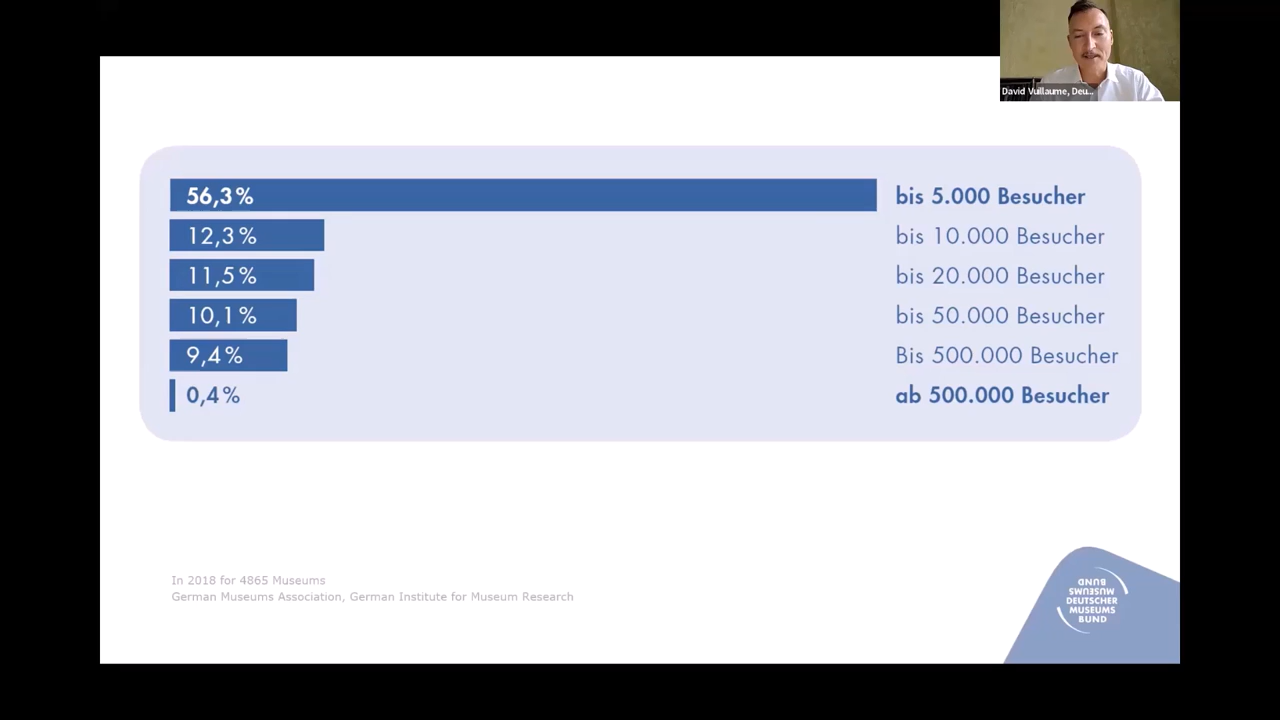 David Vuillaume, Deu...
56,3% bis 5.000 Besucher
12,3% bis 10.000 Besucher
11,5% bis 20.000 Besucher
10,1% bis 50.000 Besucher
9,4% Bis 500.000 Besucher
0,4% ab 500.000 Besucher
In 2018 for 4865 Museums
German Museums Association, German Institute for Museum Research
BUND
MUSEUMS
DEUTSCHER
MUSEUMS
BUND